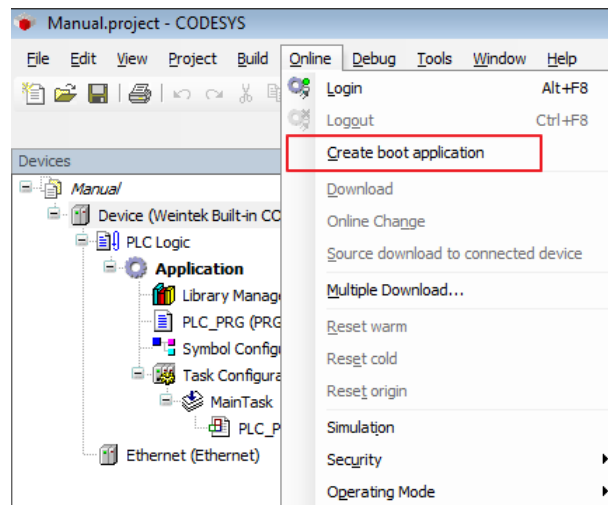 Manual.project - CODESYS
File Edit View Project Build Online Debug Tools Window Help
Login Alt+F8
Logout Ctrl+F8
Create boot application
Devices
Manual
Download
Device (Weintek Built-in CO
Online Change
PLC Logic
Source download to connected device
Application
Multiple Download...
Library Manag
PLC_PRG (PRG
Reset warm
Symbol Config
Reset cold
Task Configura
Reset origin
MainTask
PLC_P
Simulation
Ethernet (Ethernet)
Security
Operating Mode